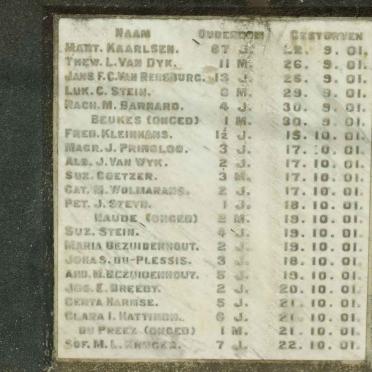 NAAM OUDERDOM GESTORVEN
MART. KAARLSEN. 67 J. 22. 9. 01.
THEW. L. VAN DYK. 11 M. 26. 9. 01.
JANS F. C. VAN RENSBURG. 13 J. 26. 9. 01.
LUK. C. STEIN. 6 M. 29. 9. 01.
RACH. M. BARNARD. 4 J. 30. 9. 01.
BEUKES (ONGED) 1 M. 30. 9. 01.
FRED. KLEINHANS. 1½ J. 15. 10. 01.
MAGR. J. PRINSLOO. 3 J. 17. 10. 01.
ALB. J. VAN WYK. 2 J. 17. 10. 01.
SUZ. COETZER. 3 M. 17. 10. 01.
CAT. M. WOLMARANS. 2 J. 17. 10. 01.
PET. J. STEYN. 1 J. 18. 10. 01.
NAUDE (ONGED) 2 M. 19. 10. 01.
SUZ. STEIN. 4 J. 19. 10. 01.
MARIA BEZUIDENHOUT. 2 J. 19. 10. 01.
JOHA S. DU-PLESSIS. 3 J. 18. 10. 01.
AND. M. BEZUIDENHOUT. 5 J. 19. 10. 01.
JOS. E. BREEDT. 2 J. 20. 10. 01.
GERTA HARMSE. 5 J. 21. 10. 01.
CLARA I. HATTINGH. 6 J. 21. 10. 01.
DU PREEZ (ONGED) 1 M. 21. 10. 01.
SOF. M. L. KRUGER. 7 J. 22. 10. 01.